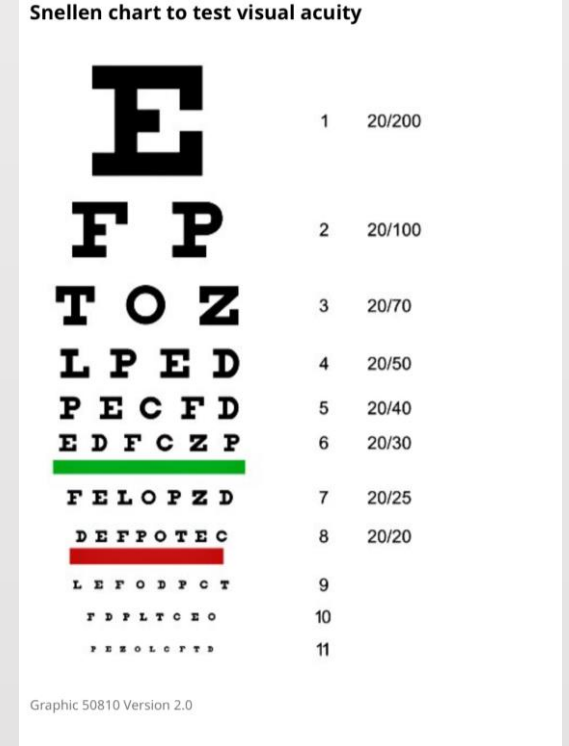 Snellen chart to test visual acuity
E 1 20/200
F P 2 20/100
T O Z 3 20/70
L P E D 4 20/50
P E C F D 5 20/40
E D F C Z P 6 20/30
F E L O P Z D 7 20/25
D E F P O T E C 8 20/20
L E F O D P C T 9
F D P L T C E O 10
P E Z O L C F T D 11
Graphic 50810 Version 2.0